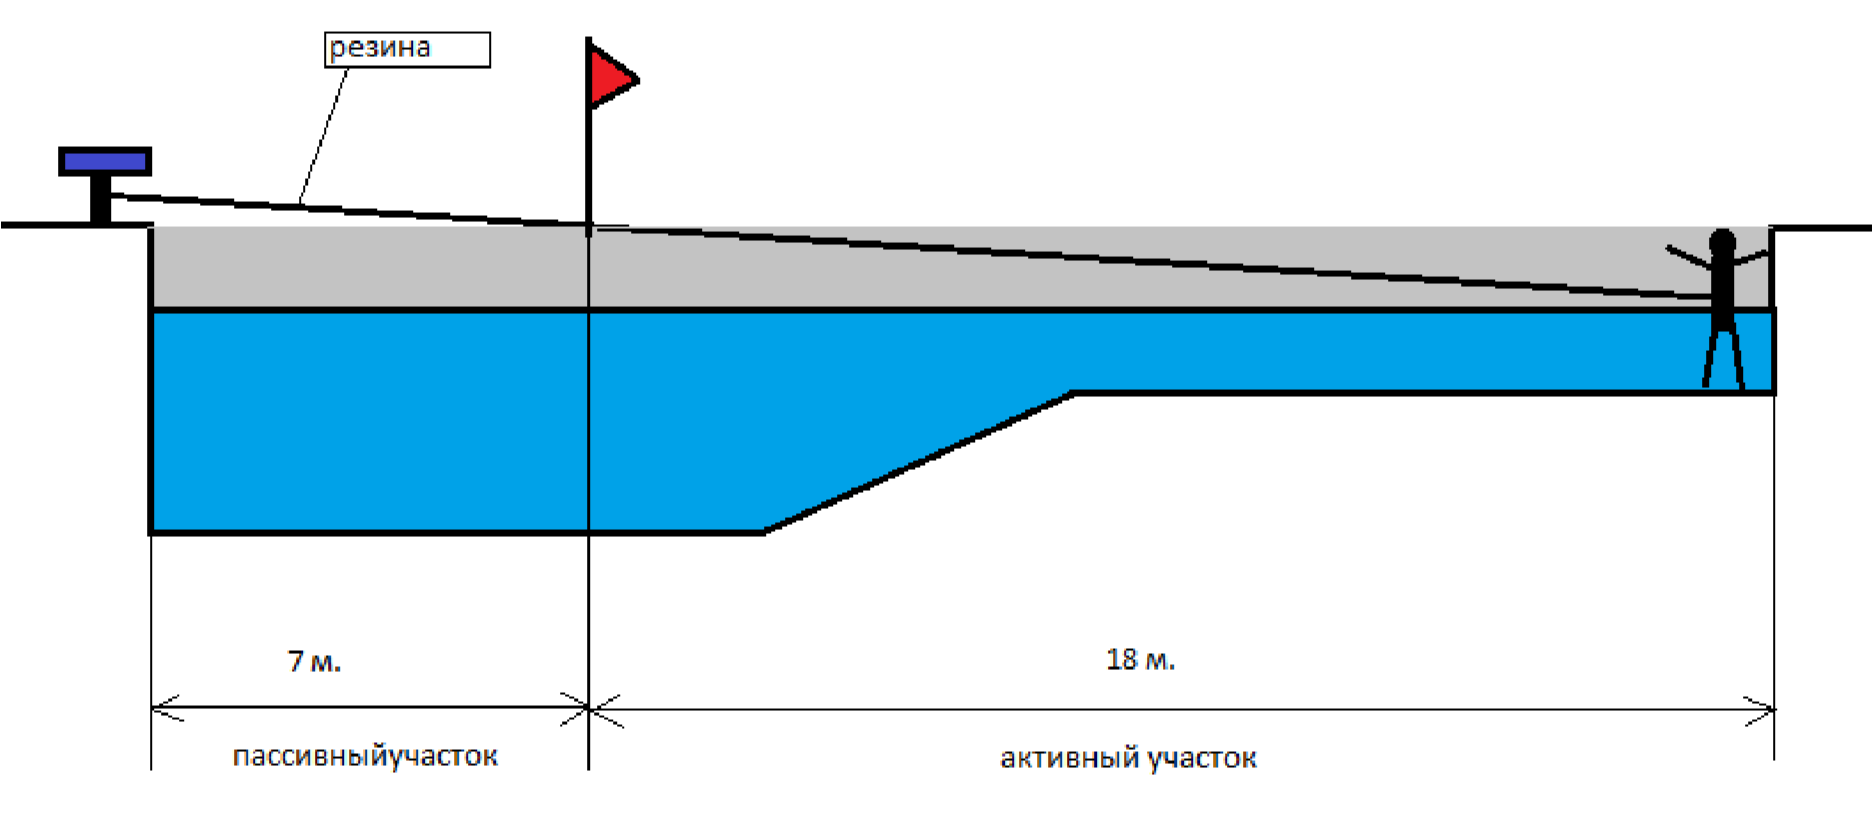 резина
7 м.
18 м.
пассивныйучасток
активный участок